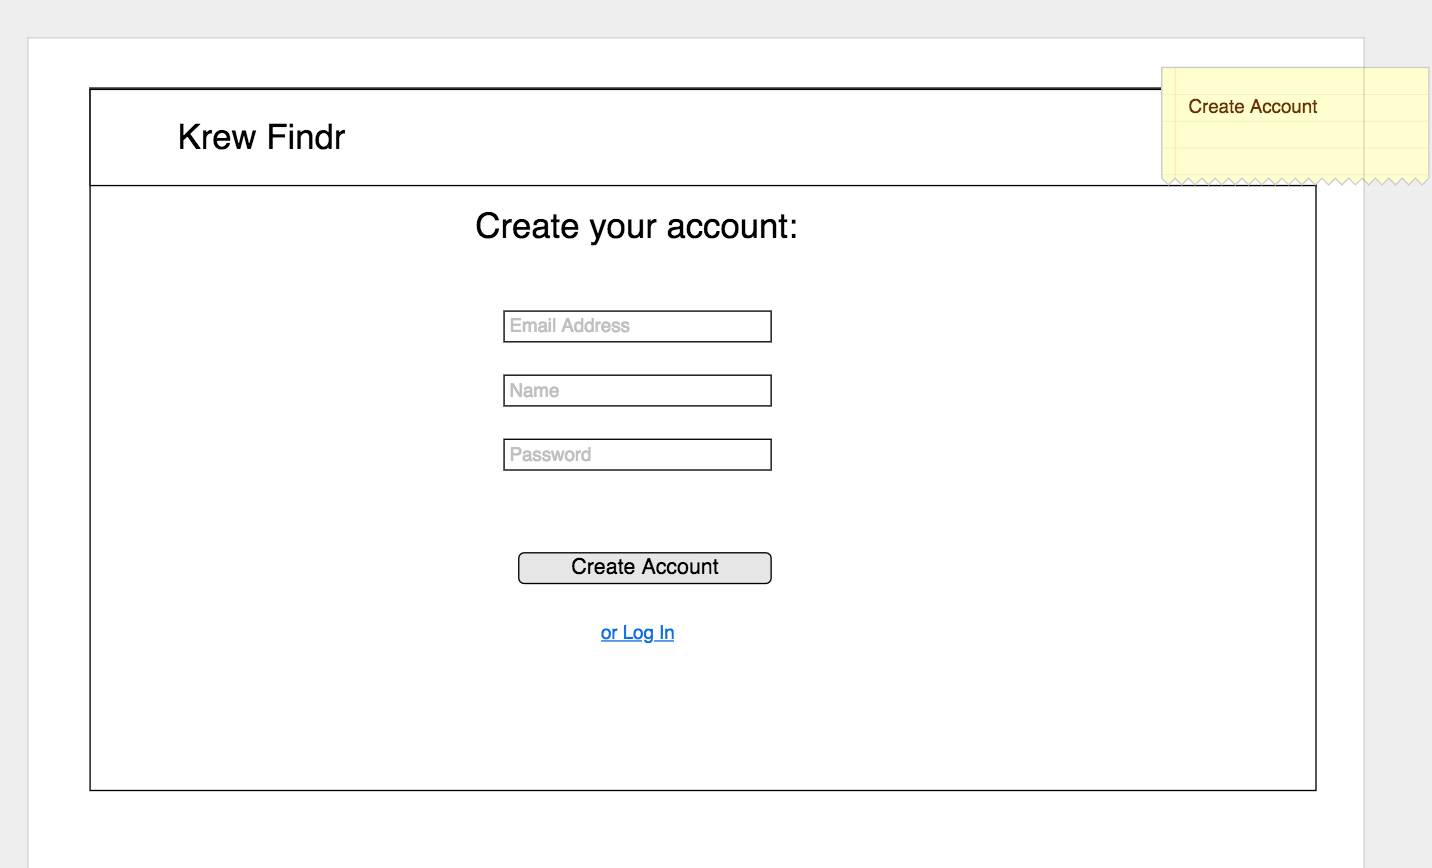 Krew Findr
Create Account
Create your account:
Email Address
Name
Password
Create Account
or Log In